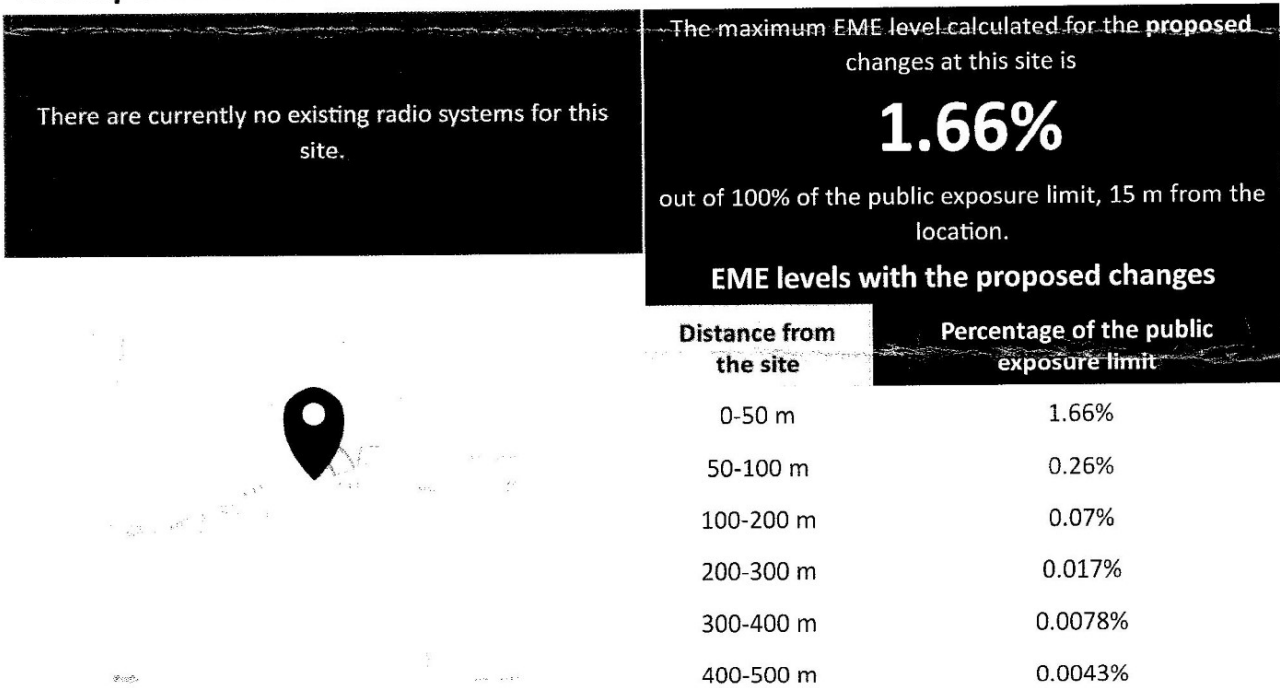 There are currently no existing radio systems for this
site.
The maximum EME level calculated for the proposed
changes at this site is
1.66%
out of 100% of the public exposure limit, 15 m from the
location.
EME levels with the proposed changes
Distance from
the site
Percentage of the public
exposure limit
0-50 m 1.66%
50-100 m 0.26%
100-200 m 0.07%
200-300 m 0.017%
300-400 m 0.0078%
400-500 m 0.0043%